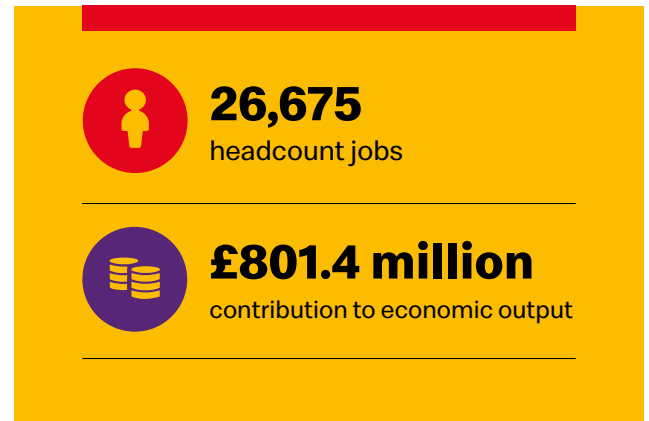 26,675
headcount jobs
£801.4 million
contribution to economic output